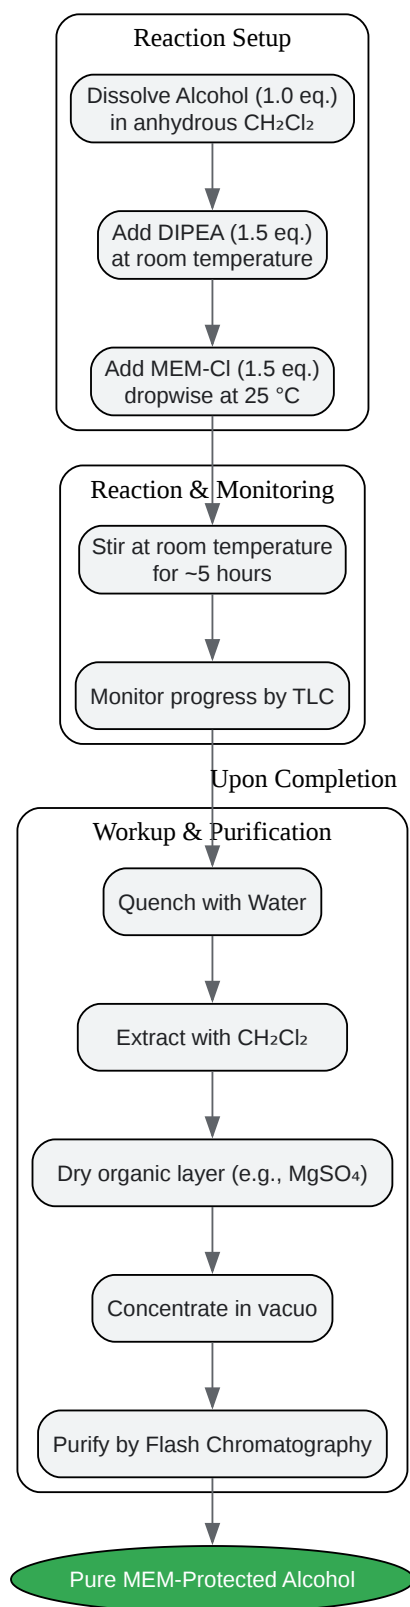 Reaction Setup
Dissolve Alcohol (1.0 eq.)
in anhydrous CH₂Cl₂
Add DIPEA (1.5 eq.)
at room temperature
Add MEM-Cl (1.5 eq.)
dropwise at 25 °C
Reaction & Monitoring
Stir at room temperature
for ~5 hours
Monitor progress by TLC
Upon Completion
Workup & Purification
Quench with Water
Extract with CH₂Cl₂
Dry organic layer (e.g., MgSO₄)
Concentrate in vacuo
Purify by Flash Chromatography
Pure MEM-Protected Alcohol